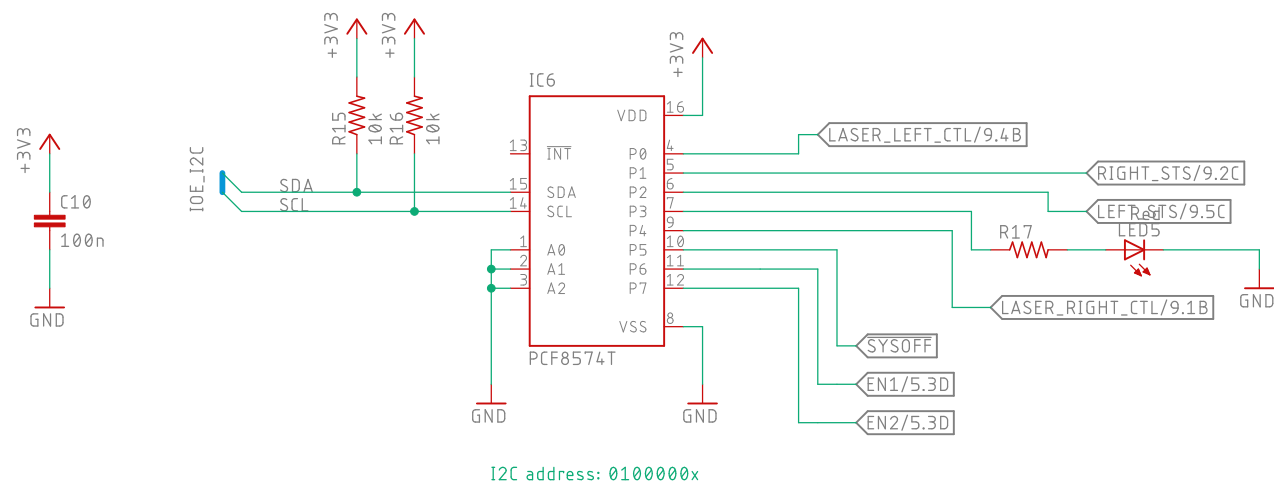 +3V3
C10
100n
GND
IOE_I2C
SDA
SCL
+3V3
+3V3
R15
10k
R16
10k
IC6
+3V3
VDD
16
13
INT
15
SDA
14
SCL
1
A0
2
A1
3
A2
P0
4
P1
5
P2
6
P3
7
P4
9
P5
10
P6
11
P7
12
VSS
8
PCF8574T
GND
GND
LASER_LEFT_CTL/9.4B
RIGHT_STS/9.2C
LEFT_STS/9.5C
Red
LED5
R17
GND
LASER_RIGHT_CTL/9.1B
SYSOFF
EN1/5.3D
EN2/5.3D
I2C address: 0100000x